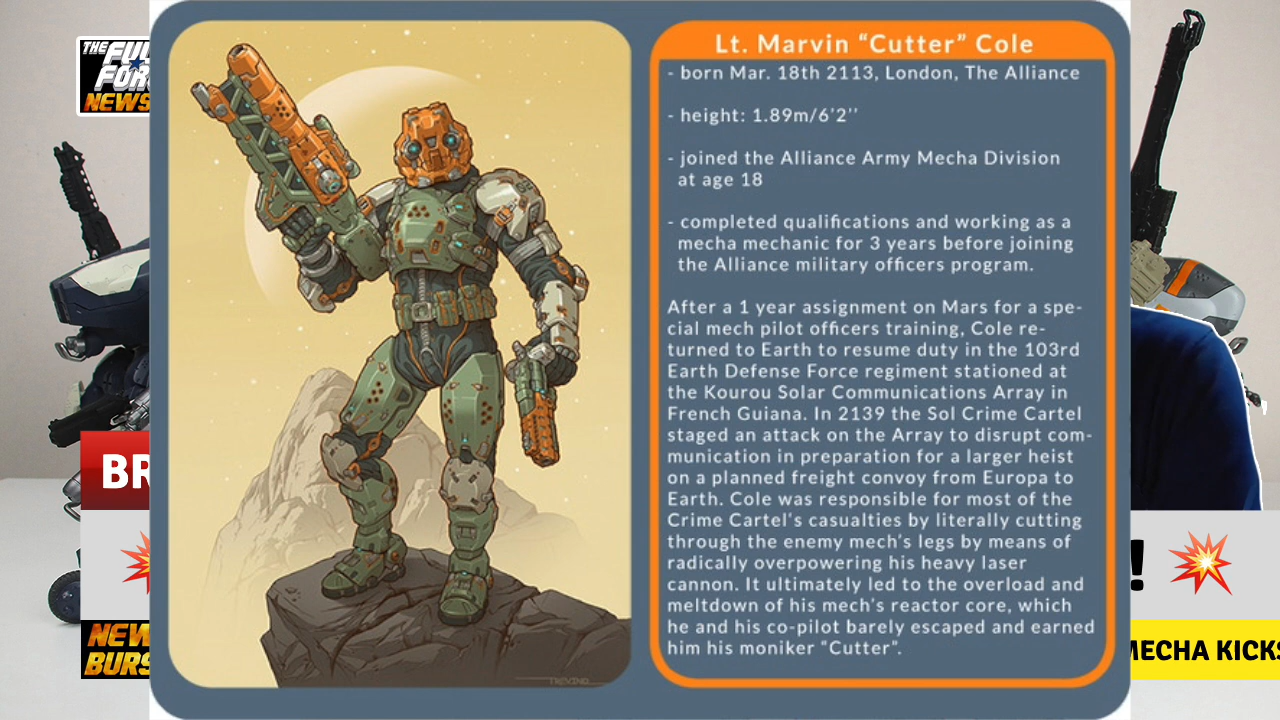 THE FUL
FOR
NEWS
Lt. Marvin “Cutter” Cole
- born Mar. 18th 2113, London, The Alliance
- height: 1.89m/6'2''
- joined the Alliance Army Mecha Division
at age 18
- completed qualifications and working as a
mecha mechanic for 3 years before joining
the Alliance military officers program.
After a 1 year assignment on Mars for a spe-
cial mech pilot officers training, Cole re-
turned to Earth to resume duty in the 103rd
Earth Defense Force regiment stationed at
the Kourou Solar Communications Array in
French Guiana. In 2139 the Sol Crime Cartel
staged an attack on the Array to disrupt com-
munication in preparation for a larger heist
on a planned freight convoy from Europa to
Earth. Cole was responsible for most of the
Crime Cartel's casualties by literally cutting
through the enemy mech's legs by means of
radically overpowering his heavy laser
cannon. It ultimately led to the overload and
meltdown of his mech's reactor core, which
he and his co-pilot barely escaped and earned
him his moniker “Cutter”.
BR
!
NEW
BURS
MECHA KICKS
TREVINO